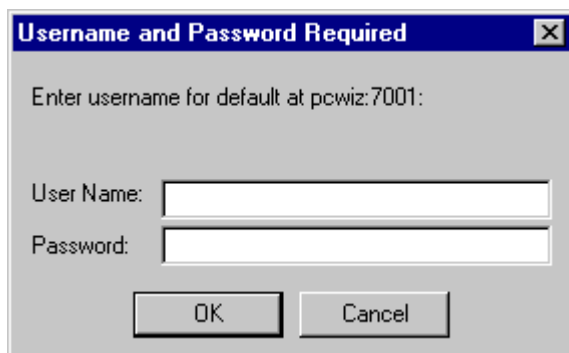 Username and Password Required
Enter username for default at pcwiz:7001:
User Name:
Password:
OK Cancel